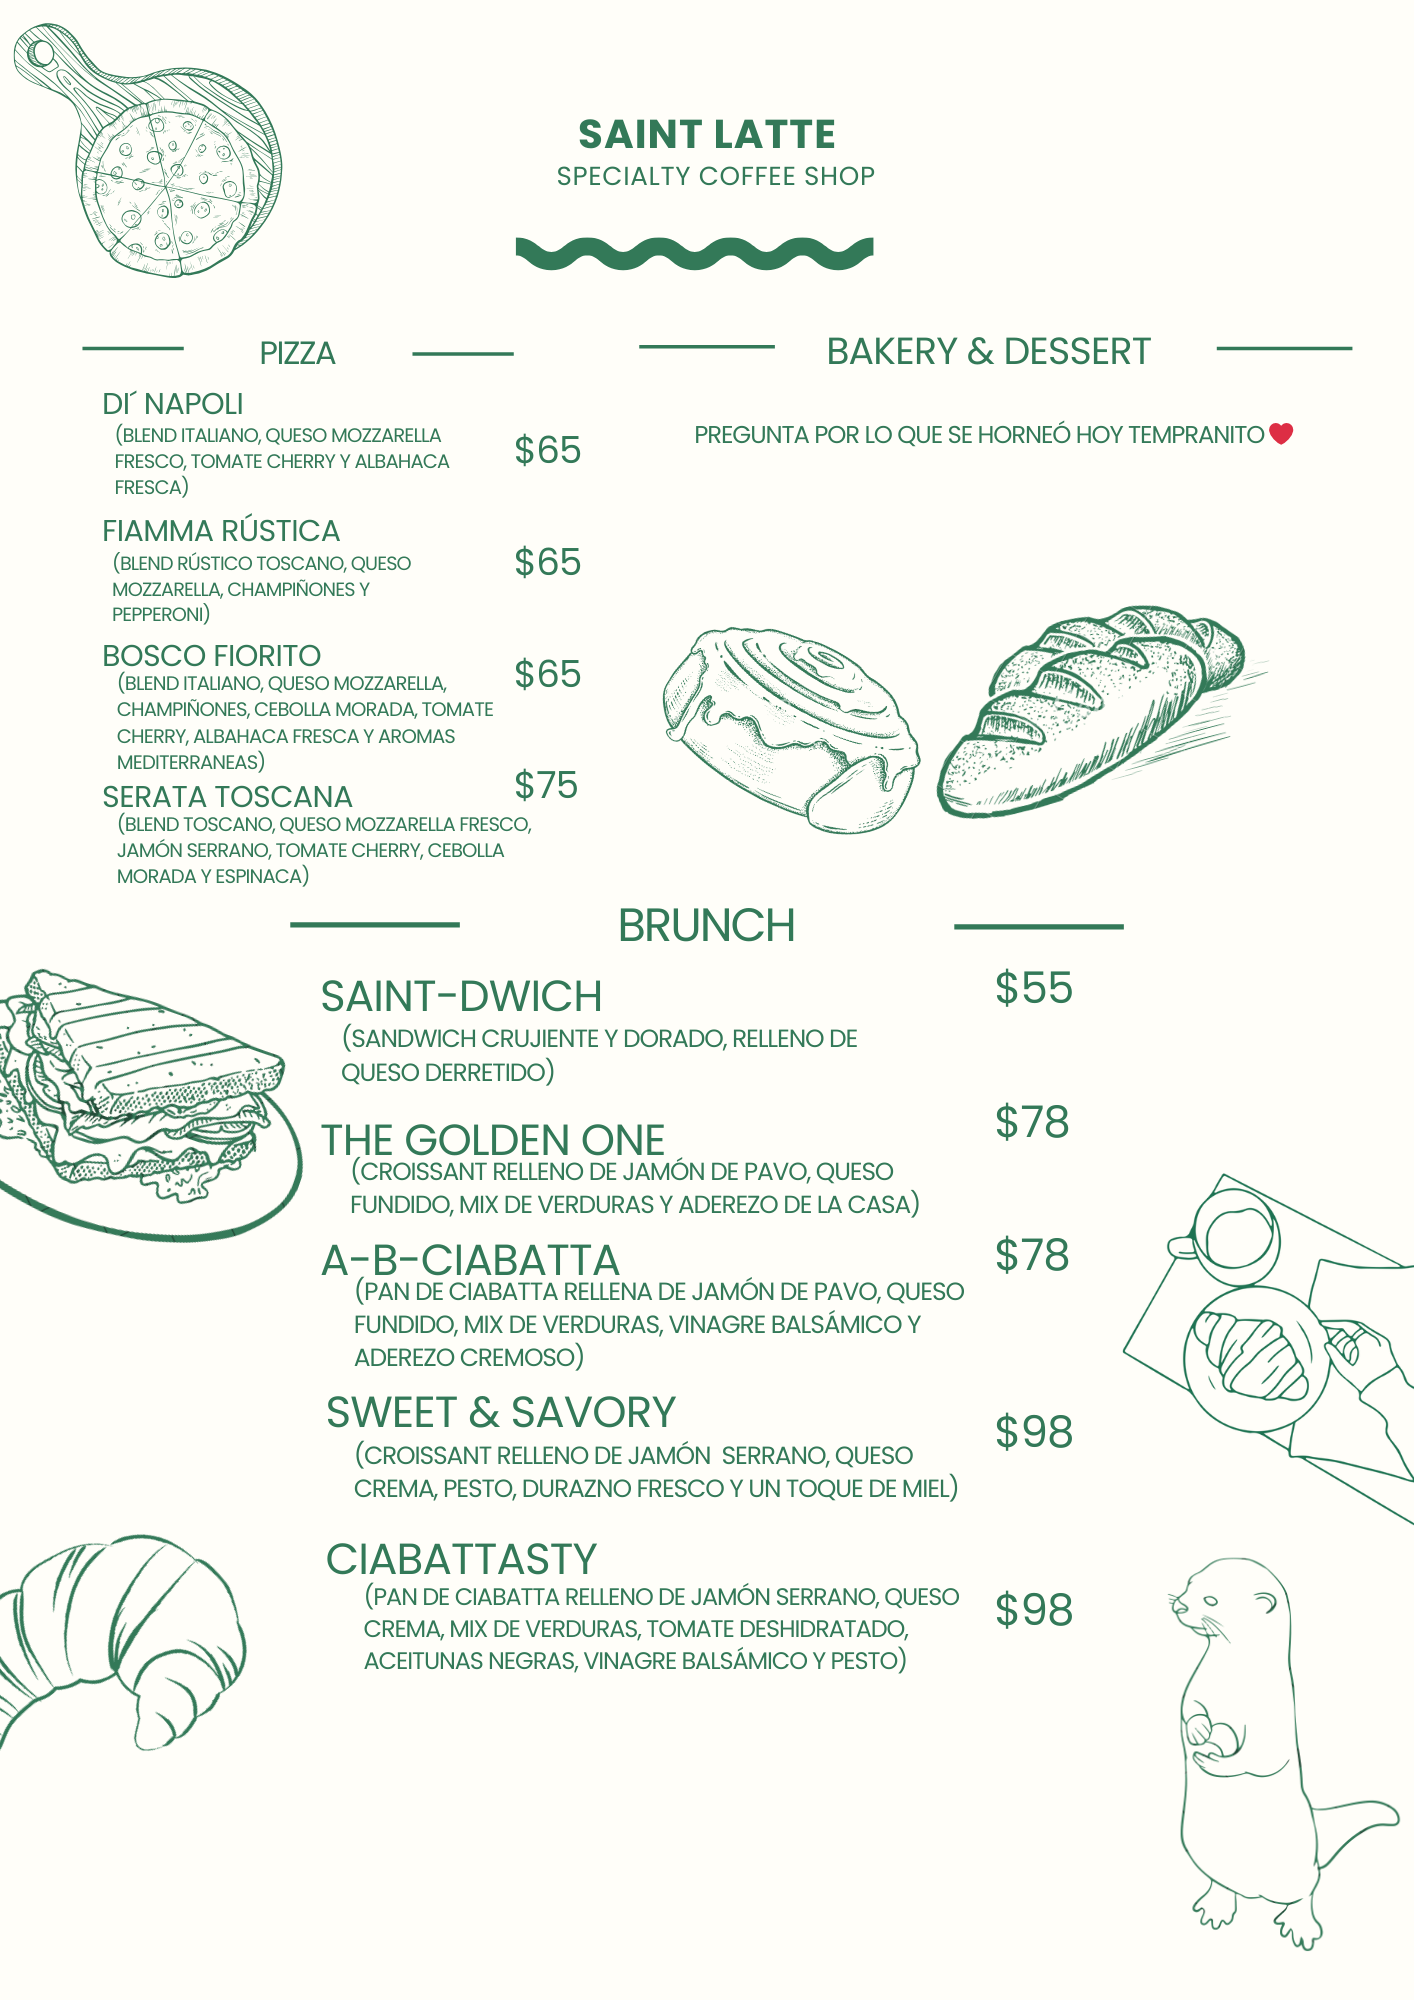 SAINT LATTE
SPECIALTY COFFEE SHOP
PIZZA
DI´ NAPOLI
(BLEND ITALIANO, QUESO MOZZARELLA
FRESCO, TOMATE CHERRY Y ALBAHACA
FRESCA)
$65
FIAMMA RÚSTICA
(BLEND RÚSTICO TOSCANO, QUESO
MOZZARELLA, CHAMPIÑONES Y
PEPPERONI)
$65
BOSCO FIORITO
(BLEND ITALIANO, QUESO MOZZARELLA,
CHAMPIÑONES, CEBOLLA MORADA, TOMATE
CHERRY, ALBAHACA FRESCA Y AROMAS
MEDITERRANEAS)
$65
SERATA TOSCANA
(BLEND TOSCANO, QUESO MOZZARELLA FRESCO,
JAMÓN SERRANO, TOMATE CHERRY, CEBOLLA
MORADA Y ESPINACA)
$75
BAKERY & DESSERT
PREGUNTA POR LO QUE SE HORNEÓ HOY TEMPRANITO❤️
BRUNCH
SAINT-DWICH
(SANDWICH CRUJIENTE Y DORADO, RELLENO DE
QUESO DERRETIDO)
$55
THE GOLDEN ONE
(CROISSANT RELLENO DE JAMÓN DE PAVO, QUESO
FUNDIDO, MIX DE VERDURAS Y ADEREZO DE LA CASA)
$78
A-B-CIABATTA
(PAN DE CIABATTA RELLENA DE JAMÓN DE PAVO, QUESO
FUNDIDO, MIX DE VERDURAS, VINAGRE BALSÁMICO Y
ADEREZO CREMOSO)
$78
SWEET & SAVORY
(CROISSANT RELLENO DE JAMÓN  SERRANO, QUESO
CREMA, PESTO, DURAZNO FRESCO Y UN TOQUE DE MIEL)
$98
CIABATTASTY
(PAN DE CIABATTA RELLENO DE JAMÓN SERRANO, QUESO
CREMA, MIX DE VERDURAS, TOMATE DESHIDRATADO,
ACEITUNAS NEGRAS, VINAGRE BALSÁMICO Y PESTO)
$98